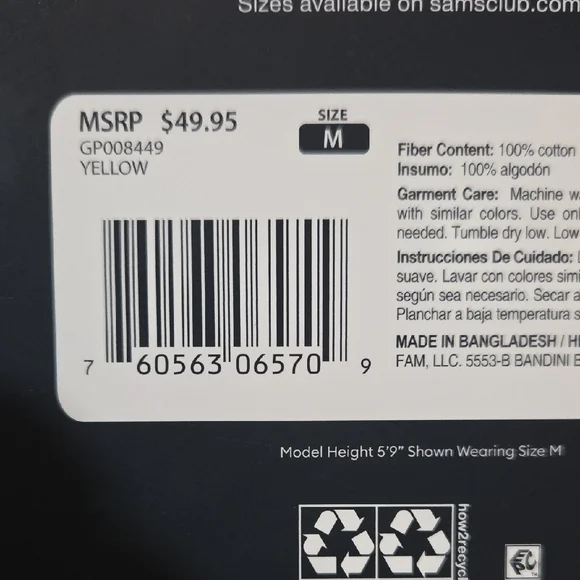 Sizes available on samsclub.com
MSRP $49.95
GP008449
YELLOW
SIZE
M
7 60563 06570 9
Fiber Content: 100% cotton
Insumo: 100% algodón
Garment Care: Machine
with similar colors. Use
needed. Tumble dry low. Low
Instrucciones De Cuidado:
suave. Lavar con colores
según sea necesario. Secar a
Planchar a baja temperatura
MADE IN BANGLADESH /
FAM, LLC. 5553-B BANDINI
Model Height 5'9" Shown Wearing Size M